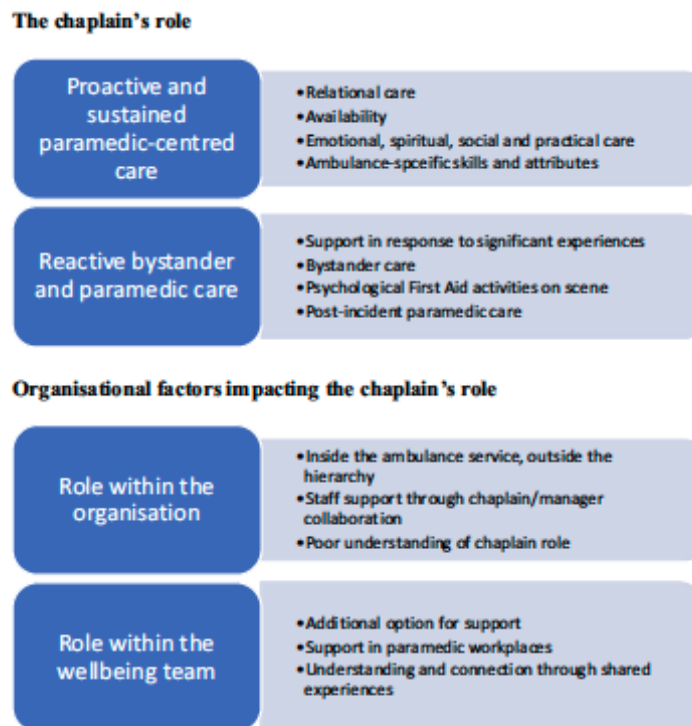 The chaplain's role
Proactive and
sustained
paramedic-centred
care
•Relational care
•Availability
•Emotional, spiritual, social and practical care
•Ambulance-spceific skills and attributes
Reactive bystander
and paramedic care
•Support in response to significant experiences
•Bystander care
•Psychological First Aid activities on scene
•Post-incident paramedic care
Organisational factors impacting the chaplain's role
Role within the
organisation
•Inside the ambulance service, outside the
hierarchy
•Staff support through chaplain/manager
collaboration
•Poor understanding of chaplain role
Role within the
wellbeing team
•Additional option for support
•Support in paramedic workplaces
•Understanding and connection through shared
experiences